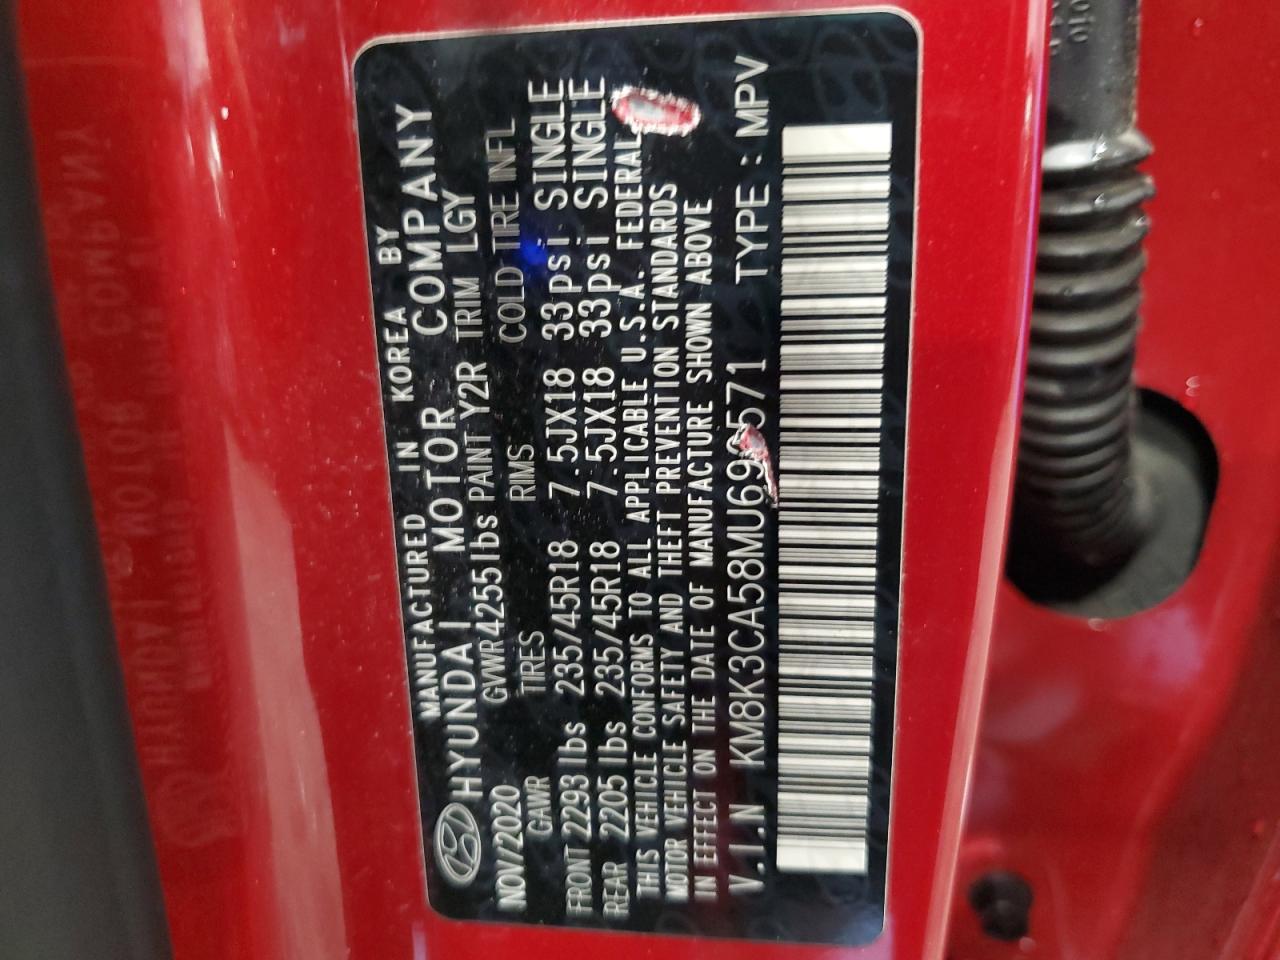 MANUFACTURED IN KOREA BY
HYUNDAI MOTOR COMPANY
NOV/2020 GVWR 4255 lbs PAINT Y2R TRIM LGY
GAWR TIRES RIMS COLD TIRE INFL
FRONT 2293 lbs 235/45R18 7.5JX18 33psi SINGLE
REAR 2205 lbs 235/45R18 7.5JX18 33psi SINGLE
THIS VEHICLE CONFORMS TO ALL APPLICABLE U.S.A. FEDERAL
MOTOR VEHICLE SAFETY AND THEFT PREVENTION STANDARDS
IN EFFECT ON THE DATE OF MANUFACTURE SHOWN ABOVE
V.I.N TYPE : MPV